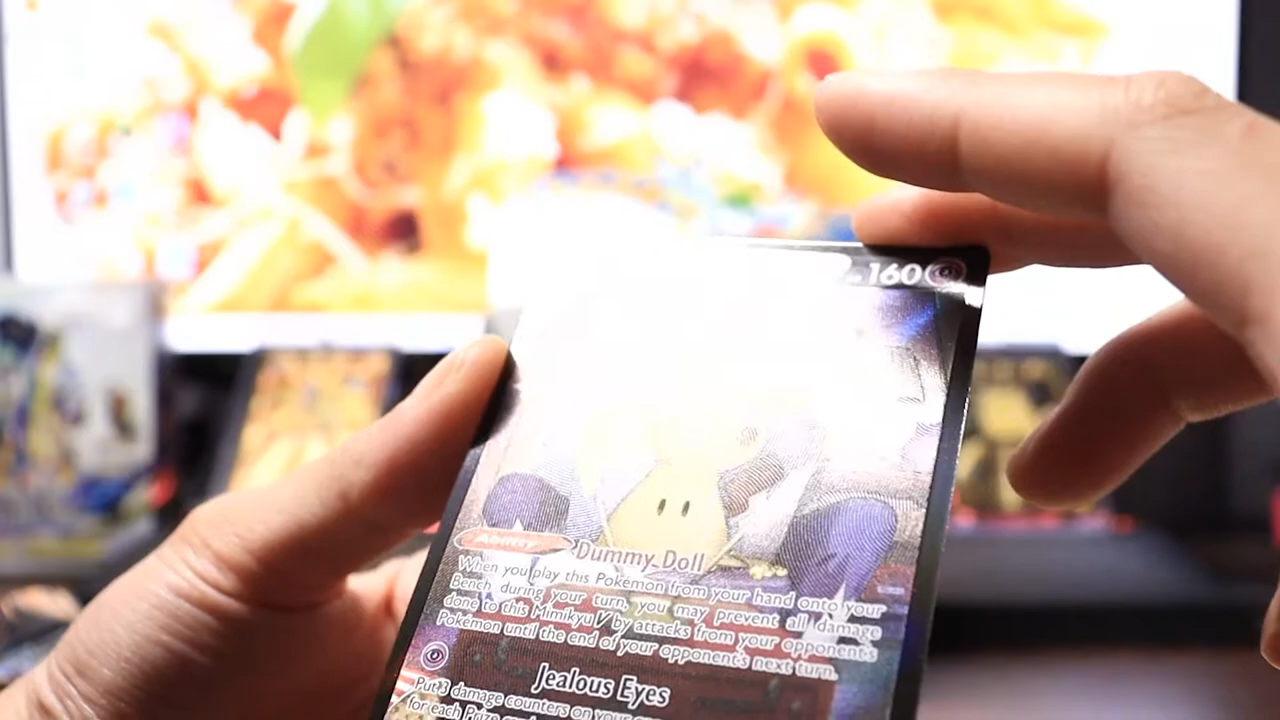 160
Ability Dummy Doll
When you play this Pokémon from your hand onto your
Bench during your turn, you may prevent all damage
done to this Mimikyu V by attacks from your opponent's
Pokémon until the end of your opponent's next turn.
Jealous Eyes
Put 3 damage counters on your
for each Prize